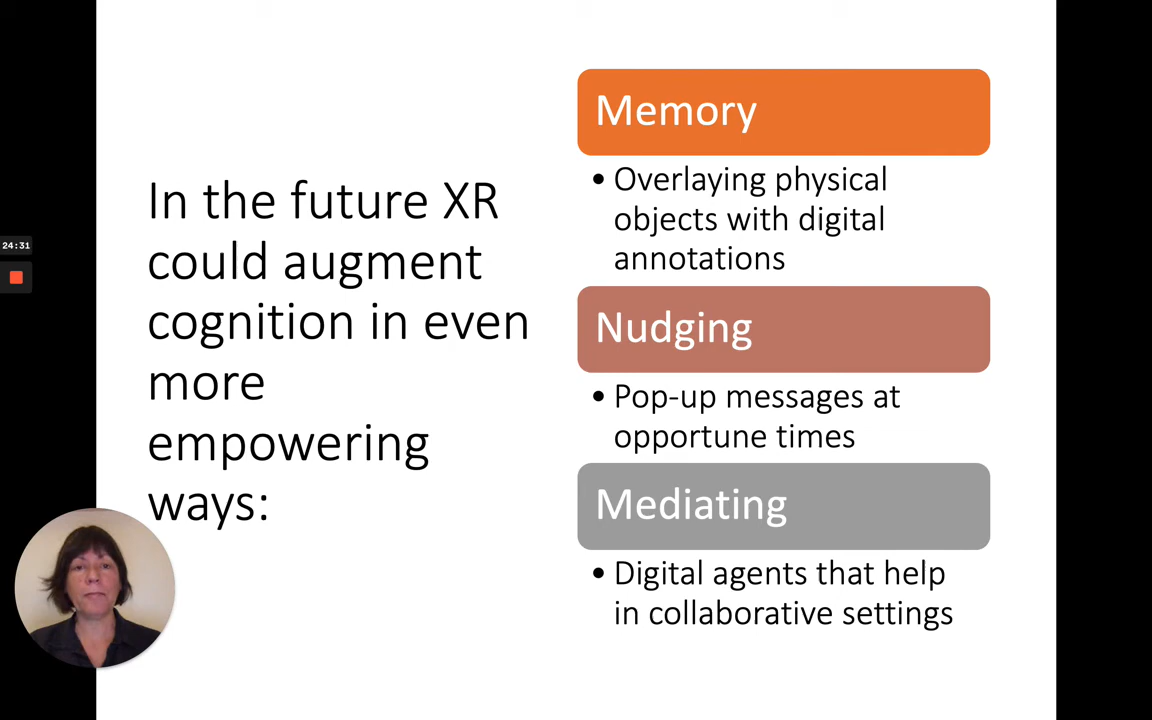 In the future XR
could augment
cognition in even
more
empowering
ways:
Memory
• Overlaying physical
objects with digital
annotations
Nudging
• Pop-up messages at
opportune times
Mediating
• Digital agents that help
in collaborative settings
24:31